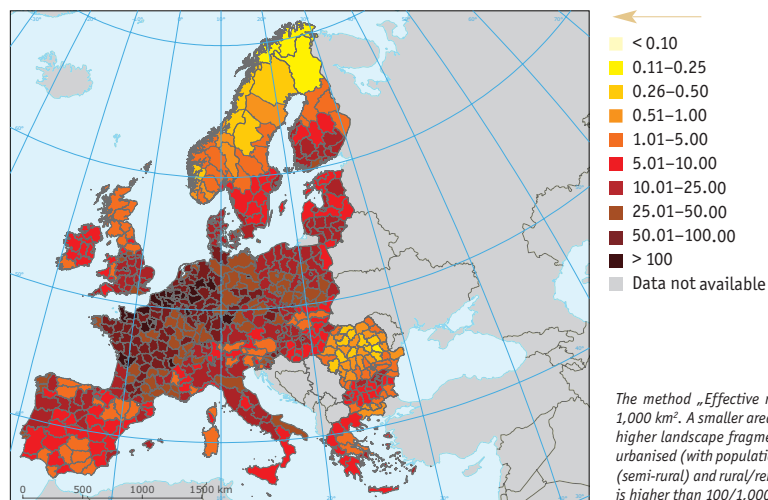 < 0.10
0.11–0.25
0.26–0.50
0.51–1.00
1.01–5.00
5.01–10.00
10.01–25.00
25.01–50.00
50.01–100.00
> 100
Data not available
The method „Effective m
1,000 km². A smaller area
higher landscape fragme
urbanised (with populatio
(semi-rural) and rural/re
is higher than 100/1.000
0 500 1000 1500 km